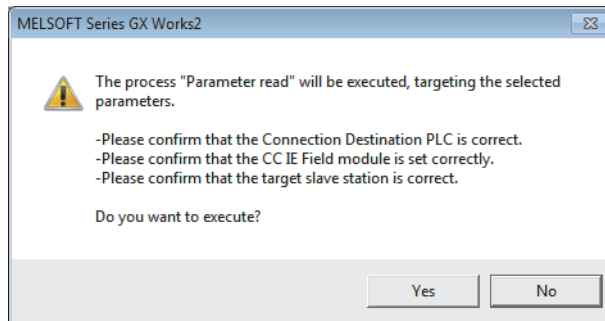 MELSOFT Series GX Works2
The process "Parameter read" will be executed, targeting the selected
parameters.
-Please confirm that the Connection Destination PLC is correct.
-Please confirm that the CC IE Field module is set correctly.
-Please confirm that the target slave station is correct.
Do you want to execute?
Yes
No